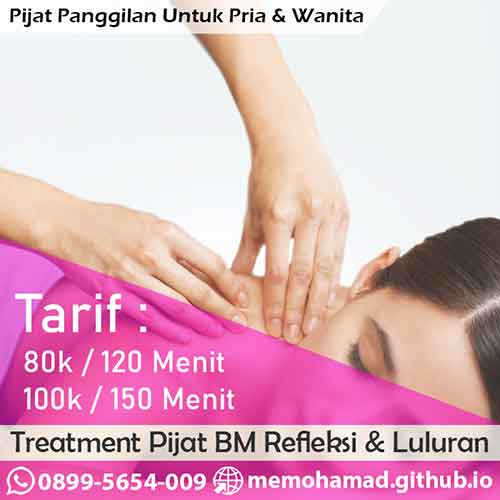 Pijat Panggilan Untuk Pria & Wanita
Tarif :
80k / 120 Menit
100k / 150 Menit
Treatment Pijat BM Refleksi & Luluran
0899-5654-009 memohamad.github.io